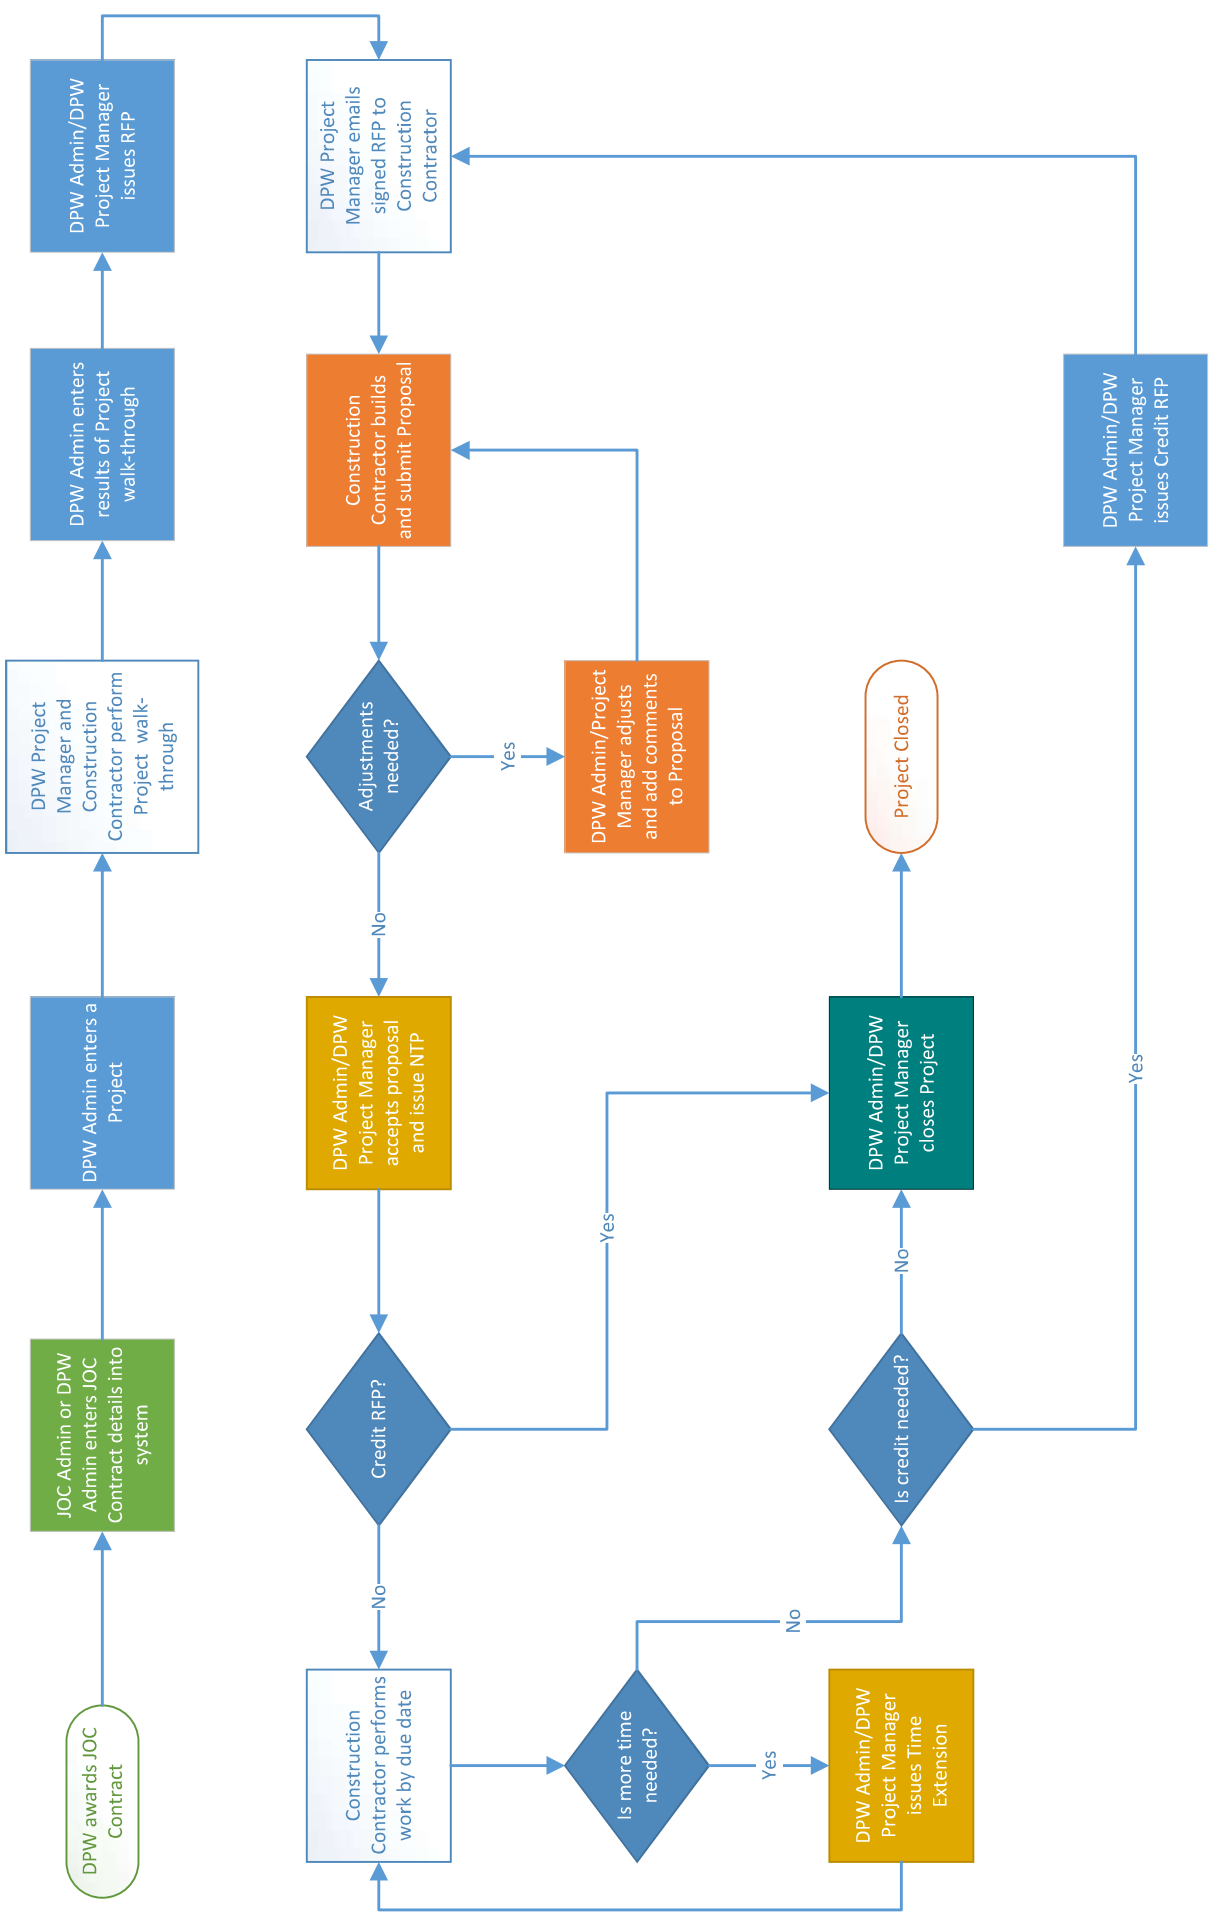 DPW awards JOC
Contract
JOC Admin or DPW
Admin enters JOC
Contract details into
system
DPW Admin enters a
Project
DPW Project
Manager and
Construction
Contractor perform
Project walk-
through
DPW Admin enters
results of Project
walk-through
DPW Admin/DPW
Project Manager
issues RFP
DPW Project
Manager emails
signed RFP to
Construction
Contractor
Construction
Contractor builds
and submit Proposal
Adjustments
needed?
Yes
DPW Admin/Project
Manager adjusts
and add comments
to Proposal
No
DPW Admin/DPW
Project Manager
accepts proposal
and issue NTP
Credit RFP?
Yes
No
Construction
Contractor performs
work by due date
Is more time
needed?
Yes
DPW Admin/DPW
Project Manager
issues Time
Extension
No
Is credit needed?
No
DPW Admin/DPW
Project Manager
closes Project
Project Closed
Yes
DPW Admin/DPW
Project Manager
issues Credit RFP